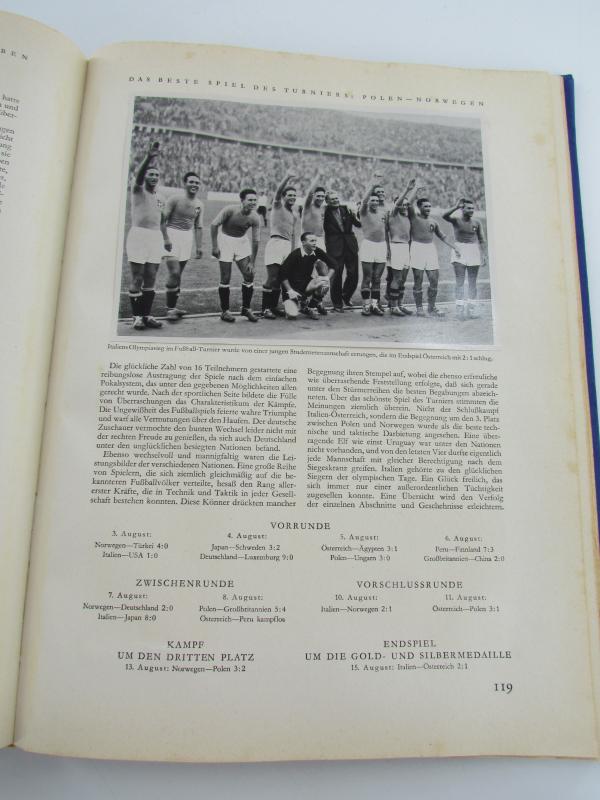 BEN
hatte
und
gen
icht
ung
sie
ben
DAS BESTE SPIEL DES TURNIERS: POLEN—NORWEGEN
Italiens Olympiasieg im Fußball-Turnier wurde von einer jungen Studentenmannschaft errungen, die im Endspiel Österreich mit 2:1 schlug.
Die glückliche Zahl von 16 Teilnehmern gestattete eine
reibungslose Austragung der Spiele nach dem einfachen
Pokalsystem, das unter den gegebenen Möglichkeiten allen
gerecht wurde. Nach der sportlichen Seite bildete die Fülle
von Überraschungen das Charakteristikum der Kämpfe.
Die Ungewißheit des Fußballspiels feierte wahre Triumphe
und warf alle Vermutungen über den Haufen. Der deutsche
Zuschauer vermochte den bunten Wechsel leider nicht mit
der rechten Freude zu genießen, da sich auch Deutschland
unter den unglücklichen besiegten Nationen befand.
Ebenso wechselvoll und mannigfaltig waren die Lei-
stungsbilder der verschiedenen Nationen. Eine große Reihe
von Spielern, die sich ziemlich gleichmäßig auf die be-
kannteren Fußballvölker verteilte, besaß den Rang aller-
erster Kräfte, die in Technik und Taktik in jeder Gesell-
schaft bestehen konnten. Diese Könner drückten mancher
Begegnung ihren Stempel auf, wobei die ebenso erfreuliche
wie überraschende Feststellung erfolgte, daß sich gerade
unter den Stürmerreihen die besten Begabungen abzeich-
neten. Über das schönste Spiel des Turniers stimmten die
Meinungen ziemlich überein. Nicht der Schlußkampf
Italien-Österreich, sondern die Begegnung um den 3. Platz
zwischen Polen und Norwegen wurde als die beste tech-
nische und taktische Darbietung angesehen. Eine über-
ragende Elf wie einst Uruguay war unter den Nationen
nicht vorhanden, und von den letzten Vier durfte eigentlich
jede Mannschaft mit gleicher Berechtigung nach dem
Siegeskranz greifen. Italien gehörte zu den glücklichen
Siegern der olympischen Tage. Ein Glück freilich, das
sich immer nur einer außerordentlichen Tüchtigkeit
zugesellen konnte. Eine Übersicht wird den Verfolg
der einzelnen Abschnitte und Geschehnisse erleichtern.
VORRUNDE
3. August: 4. August: 5. August: 6. August:
Norwegen—Türkei 4:0 Japan—Schweden 3:2 Österreich—Ägypten 3:1 Peru—Finnland 7:3
Italien—USA 1:0 Deutschland—Luxemburg 9:0 Polen—Ungarn 3:0 Großbritannien—China 2:0
ZWISCHENRUNDE VORSCHLUSSRUNDE
7. August: 8. August: 10. August: 11. August:
Norwegen—Deutschland 2:0 Polen—Großbritannien 5:4 Italien—Norwegen 2:1 Österreich—Polen 3:1
Italien—Japan 8:0 Österreich—Peru kampflos
KAMPF
UM DEN DRITTEN PLATZ
13. August: Norwegen—Polen 3:2
ENDSPIEL
UM DIE GOLD- UND SILBERMEDAILLE
15. August: Italien—Österreich 2:1
119